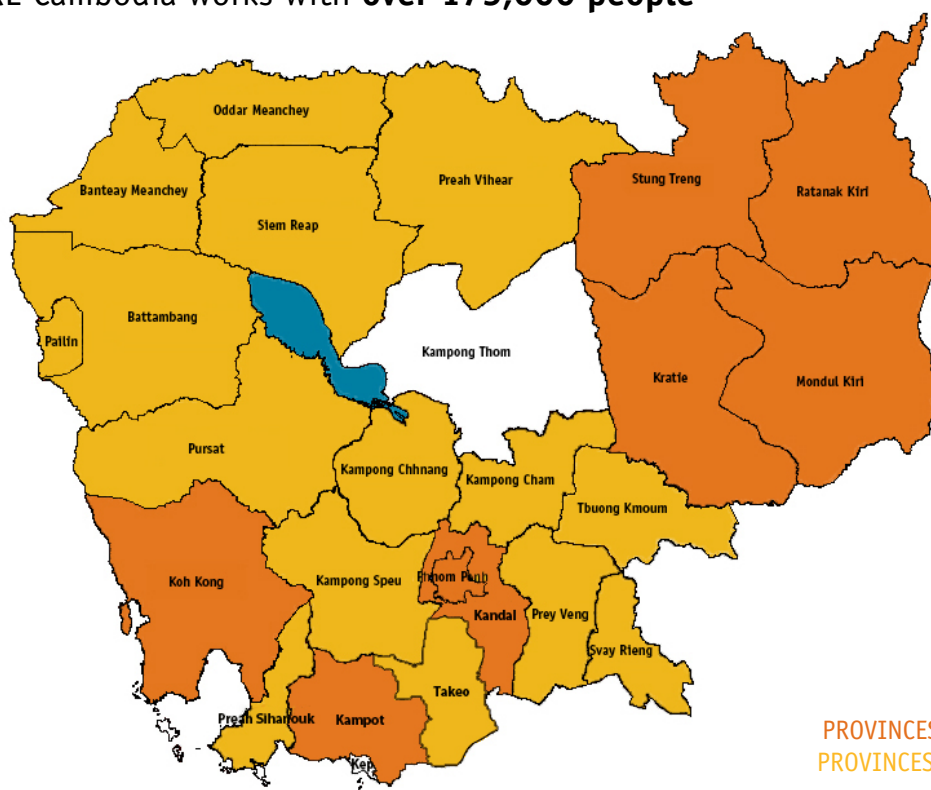 Cambodia works with over 175,000 people
Oddar Meanchey
Preah Vihear
Stung Treng
Ratanak Kiri
Banteay Meanchey
Siem Reap
Battambang
Pailin
Kampong Thom
Kratie
Mondul Kiri
Pursat
Kampong Chhnang
Kampong Cham
Tbuong Kmoum
Koh Kong
Kampong Speu
Phnom Penh
Kandal
Prey Veng
Svay Rieng
Takeo
Preah Sihanouk
Kampot
Kep
PROVINCES
PROVINCES